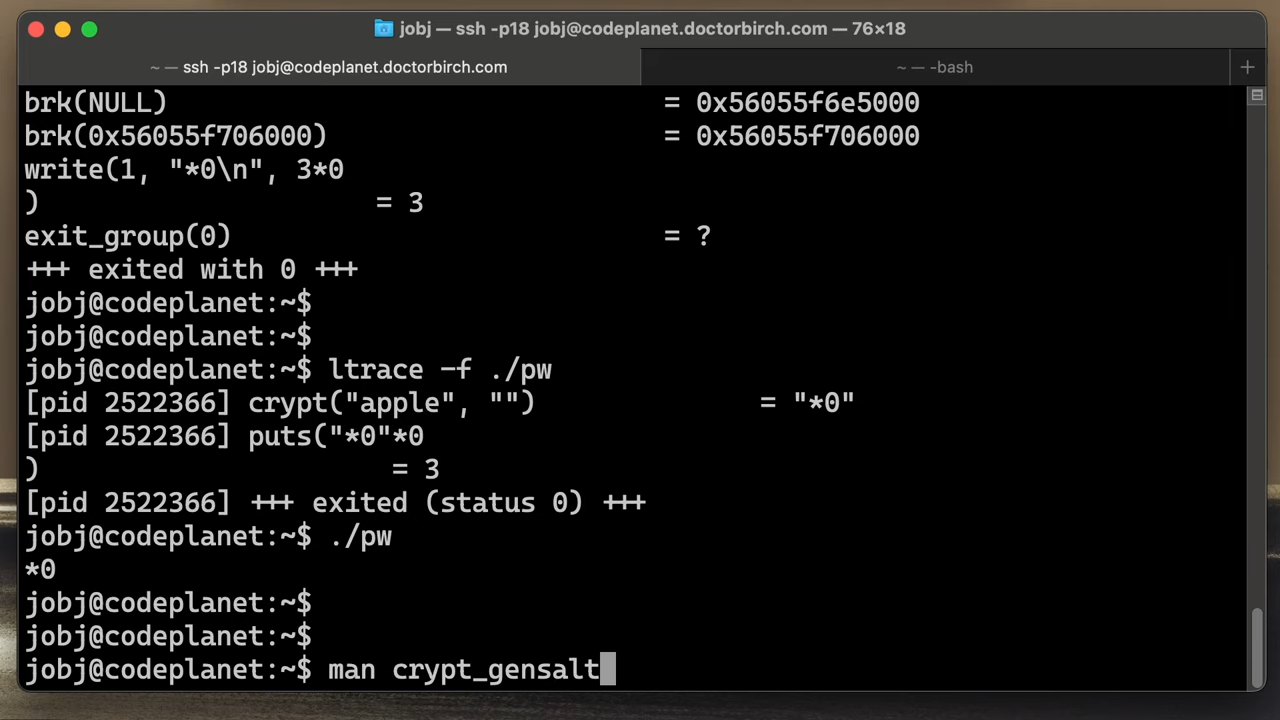 jobj — ssh -p18 jobj@codeplanet.doctorbirch.com — 76×18
~ — ssh -p18 jobj@codeplanet.doctorbirch.com
~ — -bash
+
brk(NULL)                               = 0x56055f6e5000
brk(0x56055f706000)                     = 0x56055f706000
write(1, "*0\n", 3*0
)                     = 3
exit_group(0)                           = ?
+++ exited with 0 +++
jobj@codeplanet:~$
jobj@codeplanet:~$
jobj@codeplanet:~$ ltrace -f ./pw
[pid 2522366] crypt("apple", "")              = "*0"
[pid 2522366] puts("*0"*0
)                      = 3
[pid 2522366] +++ exited (status 0) +++
jobj@codeplanet:~$ ./pw
*0
jobj@codeplanet:~$
jobj@codeplanet:~$
jobj@codeplanet:~$ man crypt_gensalt